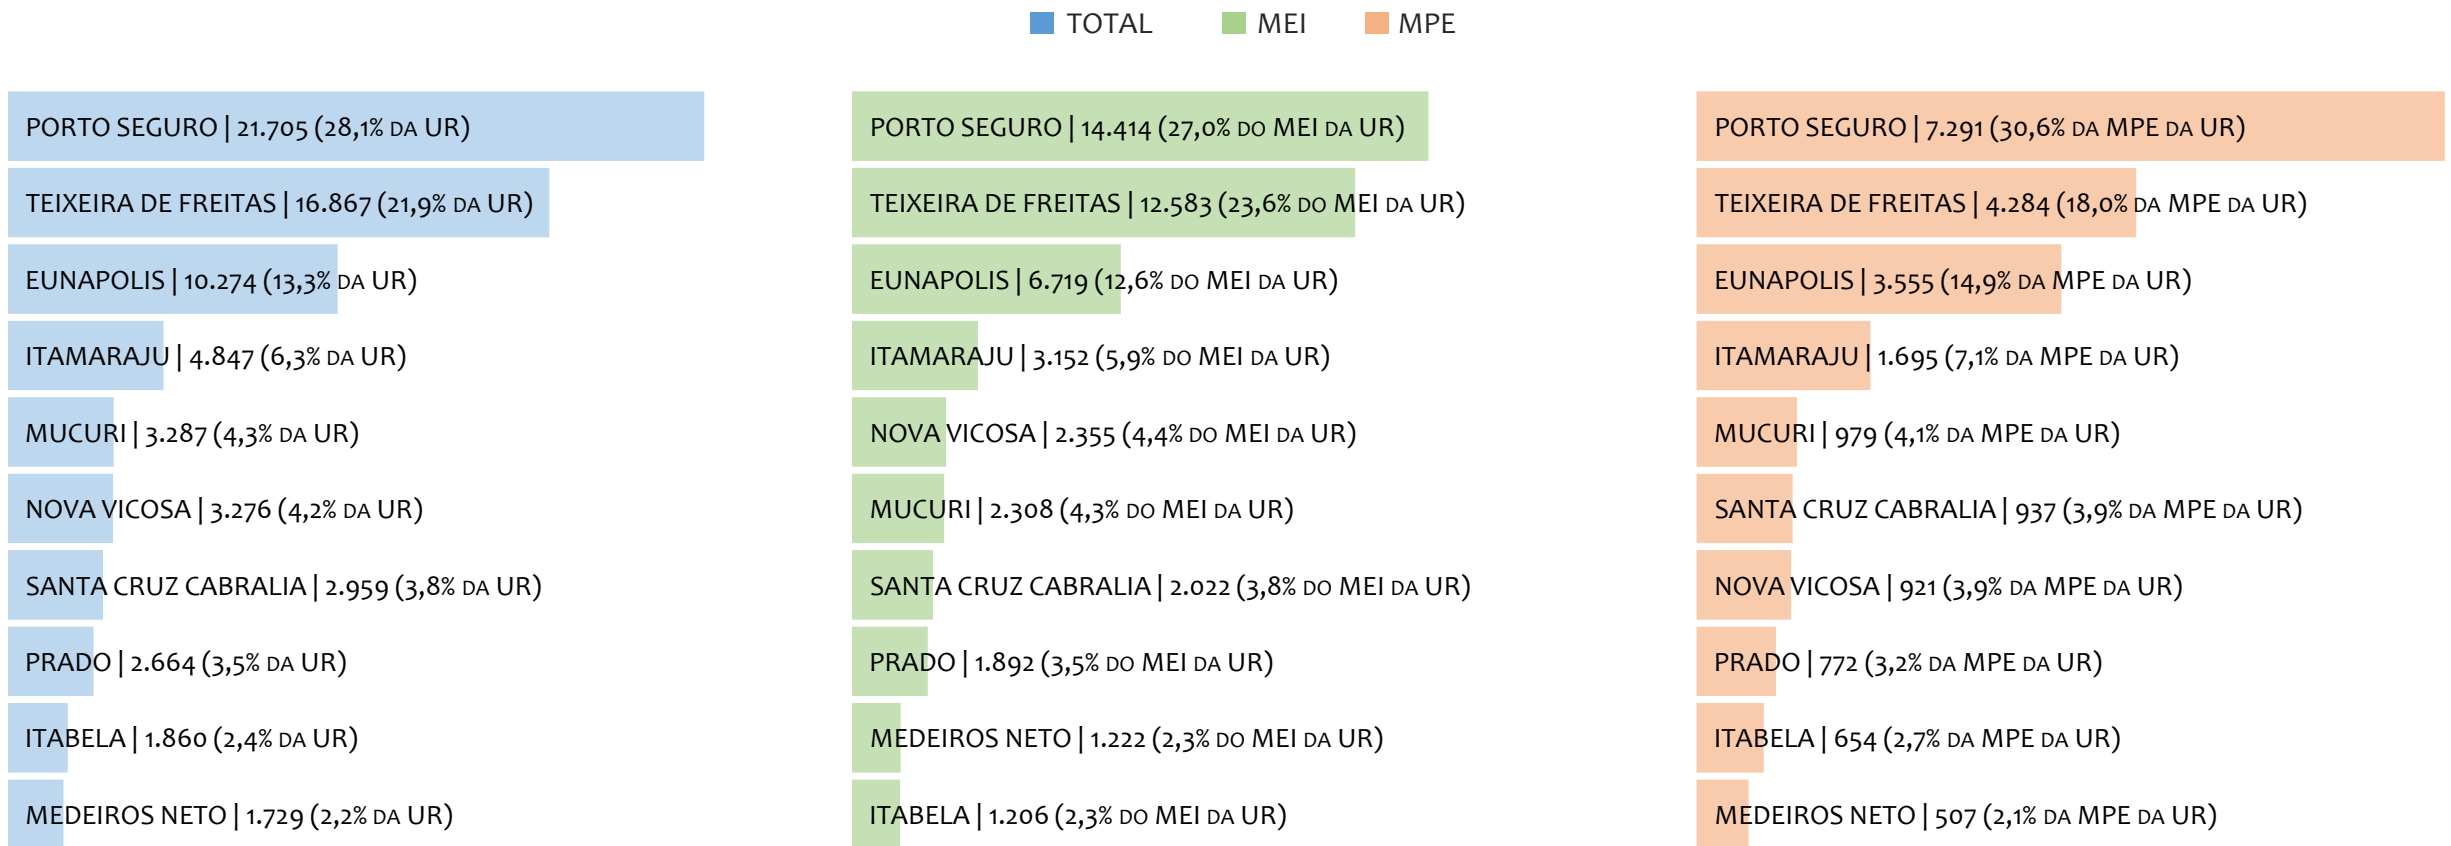 TOTAL MEI MPE
PORTO SEGURO | 21.705 (28,1% DA UR)
TEIXEIRA DE FREITAS | 16.867 (21,9% DA UR)
EUNAPOLIS | 10.274 (13,3% DA UR)
ITAMARAJU | 4.847 (6,3% DA UR)
MUCURI | 3.287 (4,3% DA UR)
NOVA VICOSA | 3.276 (4,2% DA UR)
SANTA CRUZ CABRALIA | 2.959 (3,8% DA UR)
PRADO | 2.664 (3,5% DA UR)
ITABELA | 1.860 (2,4% DA UR)
MEDEIROS NETO | 1.729 (2,2% DA UR)
PORTO SEGURO | 14.414 (27,0% DO MEI DA UR)
TEIXEIRA DE FREITAS | 12.583 (23,6% DO MEI DA UR)
EUNAPOLIS | 6.719 (12,6% DO MEI DA UR)
ITAMARAJU | 3.152 (5,9% DO MEI DA UR)
NOVA VICOSA | 2.355 (4,4% DO MEI DA UR)
MUCURI | 2.308 (4,3% DO MEI DA UR)
SANTA CRUZ CABRALIA | 2.022 (3,8% DO MEI DA UR)
PRADO | 1.892 (3,5% DO MEI DA UR)
MEDEIROS NETO | 1.222 (2,3% DO MEI DA UR)
ITABELA | 1.206 (2,3% DO MEI DA UR)
PORTO SEGURO | 7.291 (30,6% DA MPE DA UR)
TEIXEIRA DE FREITAS | 4.284 (18,0% DA MPE DA UR)
EUNAPOLIS | 3.555 (14,9% DA MPE DA UR)
ITAMARAJU | 1.695 (7,1% DA MPE DA UR)
MUCURI | 979 (4,1% DA MPE DA UR)
SANTA CRUZ CABRALIA | 937 (3,9% DA MPE DA UR)
NOVA VICOSA | 921 (3,9% DA MPE DA UR)
PRADO | 772 (3,2% DA MPE DA UR)
ITABELA | 654 (2,7% DA MPE DA UR)
MEDEIROS NETO | 507 (2,1% DA MPE DA UR)